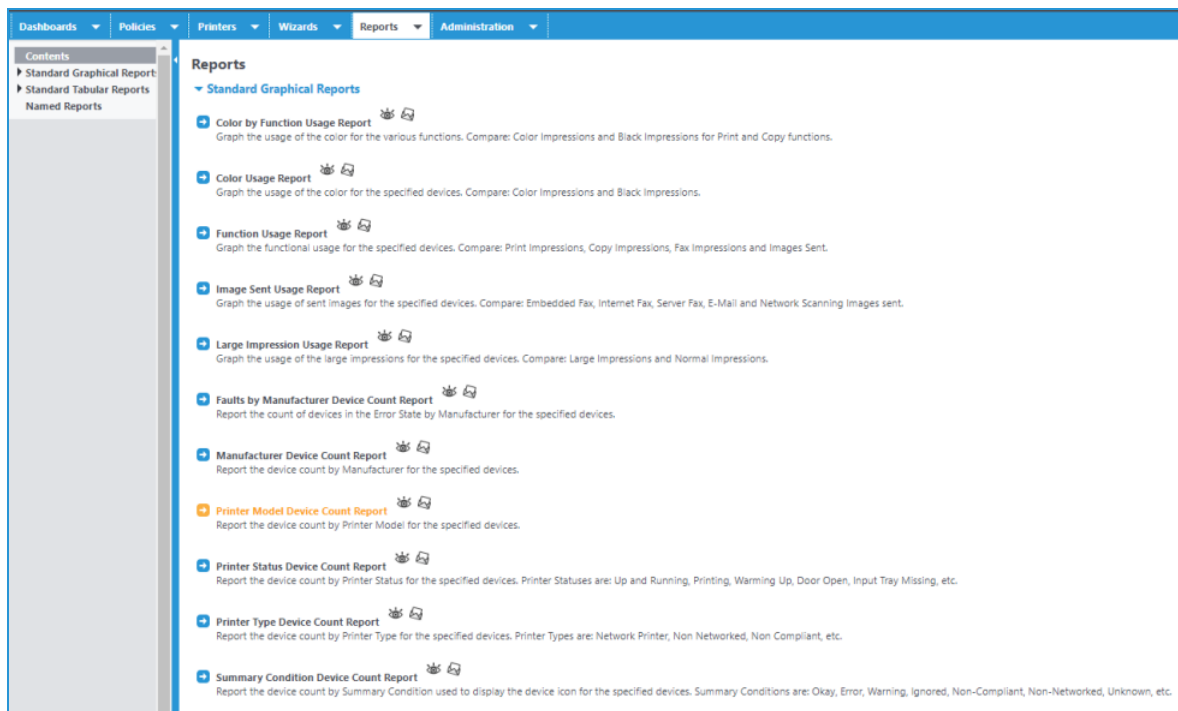 Dashboards Policies Printers Wizards Reports Administration
Contents
Standard Graphical Report
Standard Tabular Reports
Named Reports
Reports
Standard Graphical Reports
Color by Function Usage Report
Graph the usage of the color for the various functions. Compare: Color Impressions and Black Impressions for Print and Copy functions.
Color Usage Report
Graph the usage of the color for the specified devices. Compare: Color Impressions and Black Impressions.
Function Usage Report
Graph the functional usage for the specified devices. Compare: Print Impressions, Copy Impressions, Fax Impressions and Images Sent.
Image Sent Usage Report
Graph the usage of sent images for the specified devices. Compare: Embedded Fax, Internet Fax, Server Fax, E-Mail and Network Scanning Images sent.
Large Impression Usage Report
Graph the usage of the large impressions for the specified devices. Compare: Large Impressions and Normal Impressions.
Faults by Manufacturer Device Count Report
Report the count of devices in the Error State by Manufacturer for the specified devices.
Manufacturer Device Count Report
Report the device count by Manufacturer for the specified devices.
Printer Model Device Count Report
Report the device count by Printer Model for the specified devices.
Printer Status Device Count Report
Report the device count by Printer Status for the specified devices. Printer Statuses are: Up and Running, Printing, Warming Up, Door Open, Input Tray Missing, etc.
Printer Type Device Count Report
Report the device count by Printer Type for the specified devices. Printer Types are: Network Printer, Non Networked, Non Compliant, etc.
Summary Condition Device Count Report
Report the device count by Summary Condition used to display the device icon for the specified devices. Summary Conditions are: Okay, Error, Warning, Ignored, Non-Compliant, Non-Networked, Unknown, etc.